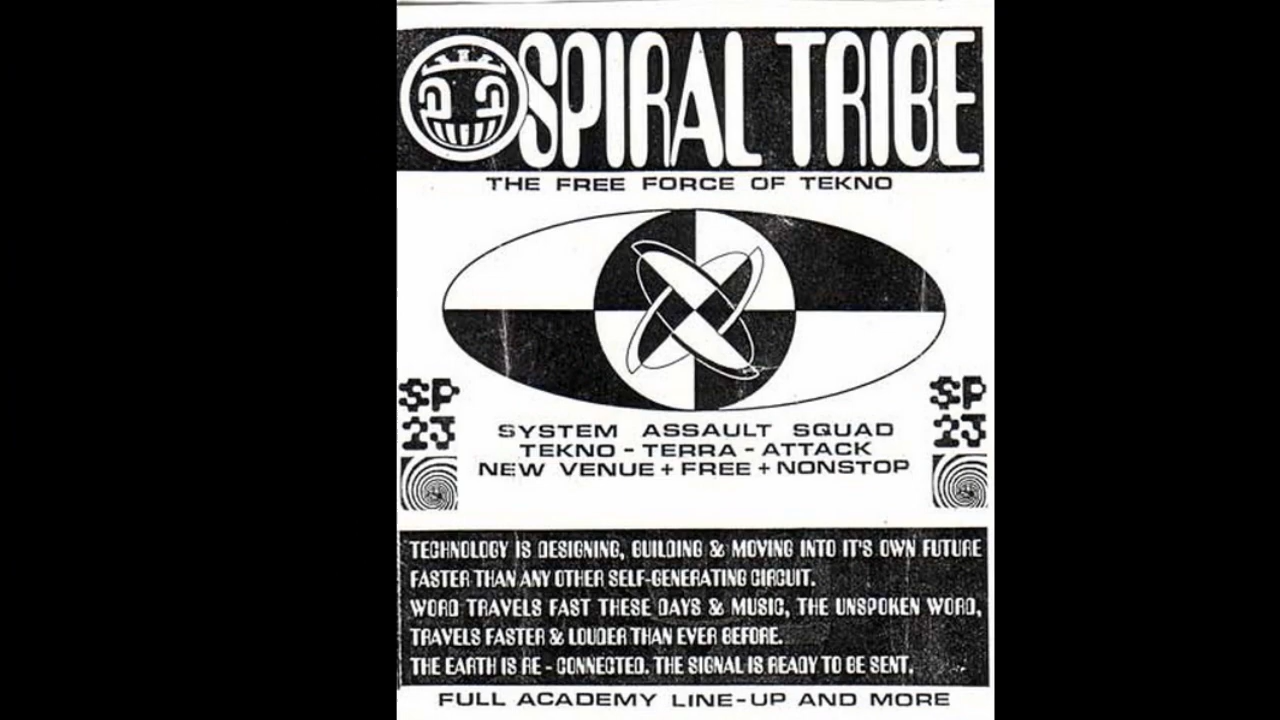 SPIRAL TRIBE
THE FREE FORCE OF TEKNO
SP
23
SP
23
SYSTEM ASSAULT SQUAD
TEKNO - TERRA - ATTACK
NEW VENUE + FREE + NONSTOP
TECHNOLOGY IS DESIGNING, BUILDING & MOVING INTO IT'S OWN FUTURE
FASTER THAN ANY OTHER SELF-GENERATING CIRCUIT.
WORD TRAVELS FAST THESE DAYS & MUSIC, THE UNSPOKEN WORD,
TRAVELS FASTER & LOUDER THAN EVER BEFORE.
THE EARTH IS RE - CONNECTED. THE SIGNAL IS READY TO BE SENT.
FULL ACADEMY LINE-UP AND MORE